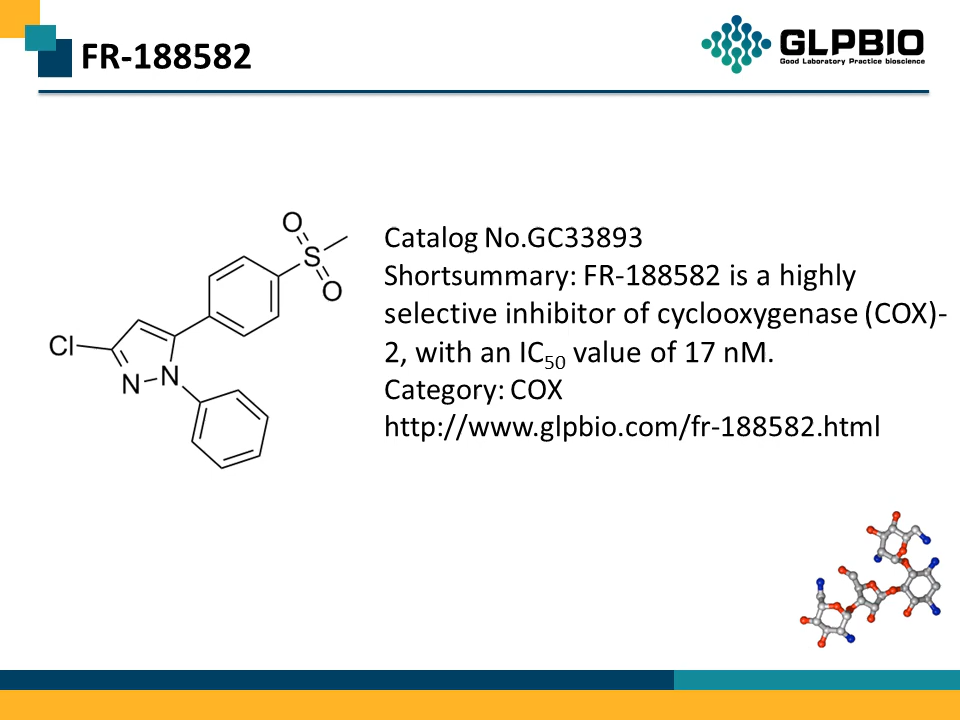 FR-188582
GLPBIO
Good Laboratory Practice bioscience
O
S
O
Cl
N
N
Catalog No.GC33893
Shortsummary: FR-188582 is a highly
selective inhibitor of cyclooxygenase (COX)-
2, with an IC50 value of 17 nM.
Category: COX
http://www.glpbio.com/fr-188582.html